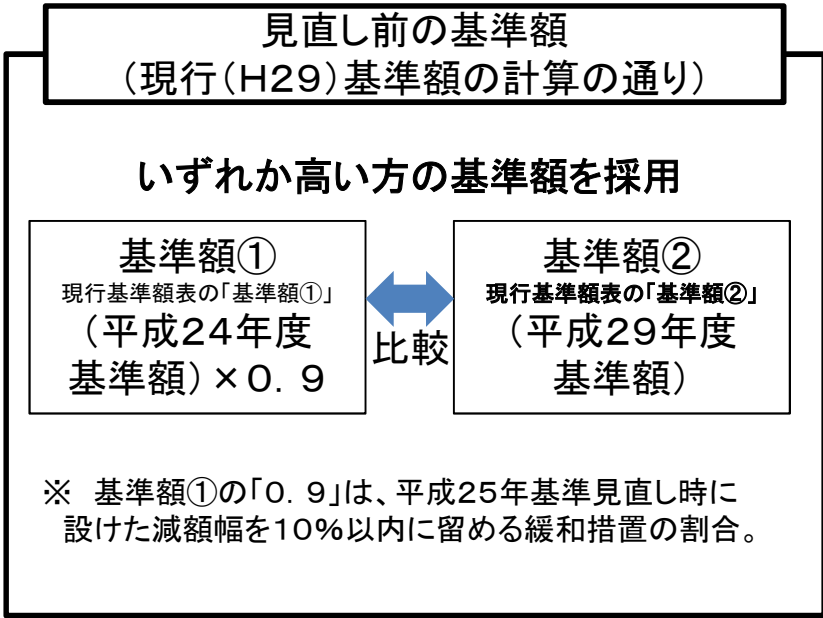 見直し前の基準額
（現行（H29）基準額の計算の通り）
いずれか高い方の基準額を採用
基準額①
現行基準額表の「基準額①」
（平成24年度
基準額）×0．9
比較
基準額②
現行基準額表の「基準額②」
（平成29年度
基準額）
※　基準額①の「0．9」は、平成25年基準見直し時に
設けた減額幅を10％以内に留める緩和措置の割合。